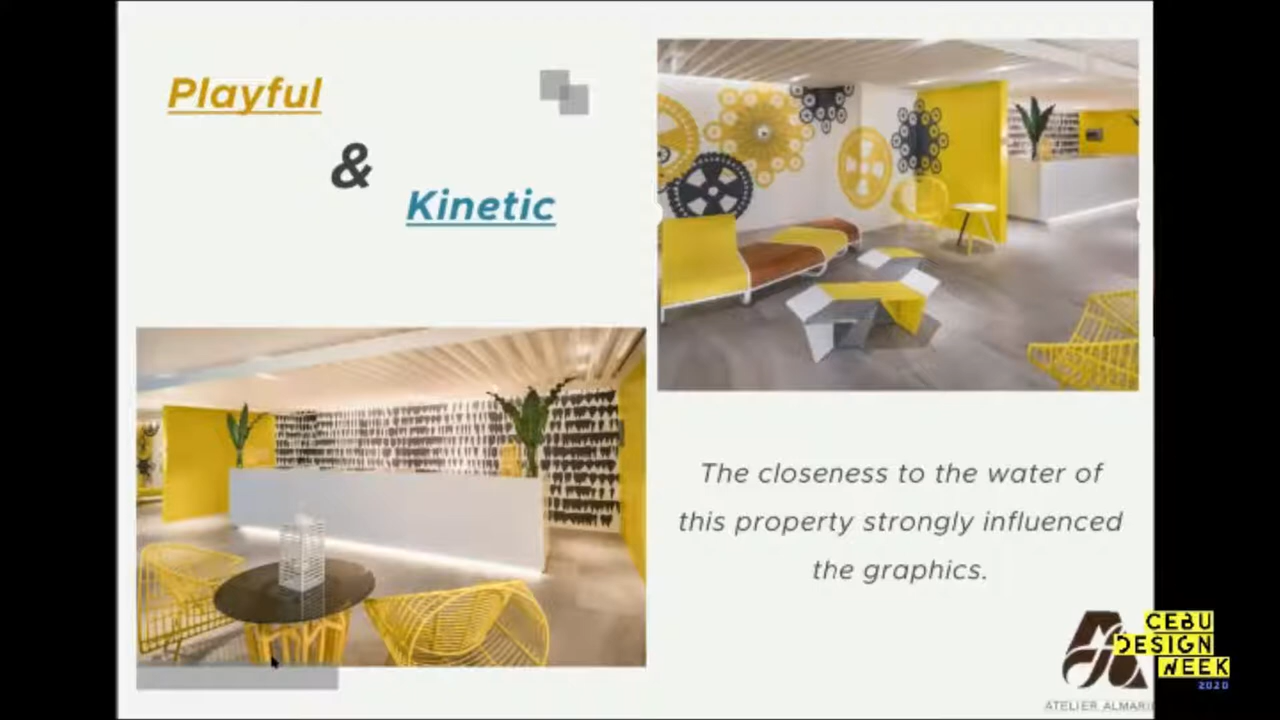 Playful
&
Kinetic
The closeness to the water of
this property strongly influenced
the graphics.
CEBU
DESIGN
WEEK
2020
ATELIER ALMARI